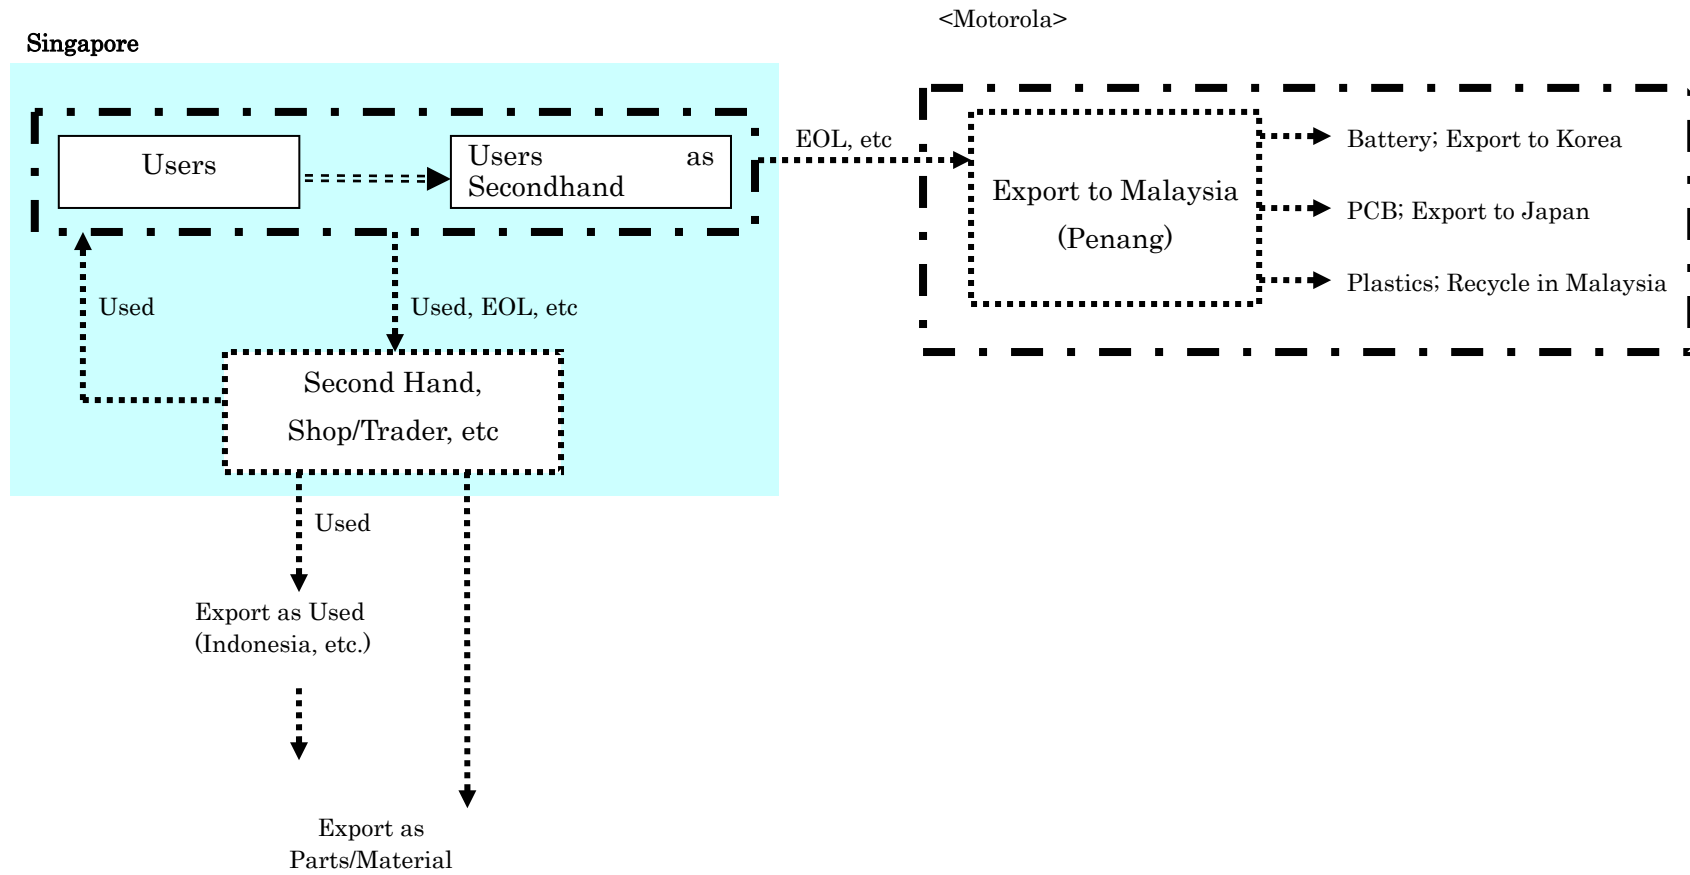 <Motorola>
Singapore
Users
Users as
Secondhand
EOL, etc
Export to Malaysia
(Penang)
Battery; Export to Korea
PCB; Export to Japan
Plastics; Recycle in Malaysia
Used
Used, EOL, etc
Second Hand,
Shop/Trader, etc
Used
Export as Used
(Indonesia, etc.)
Export as
Parts/Material